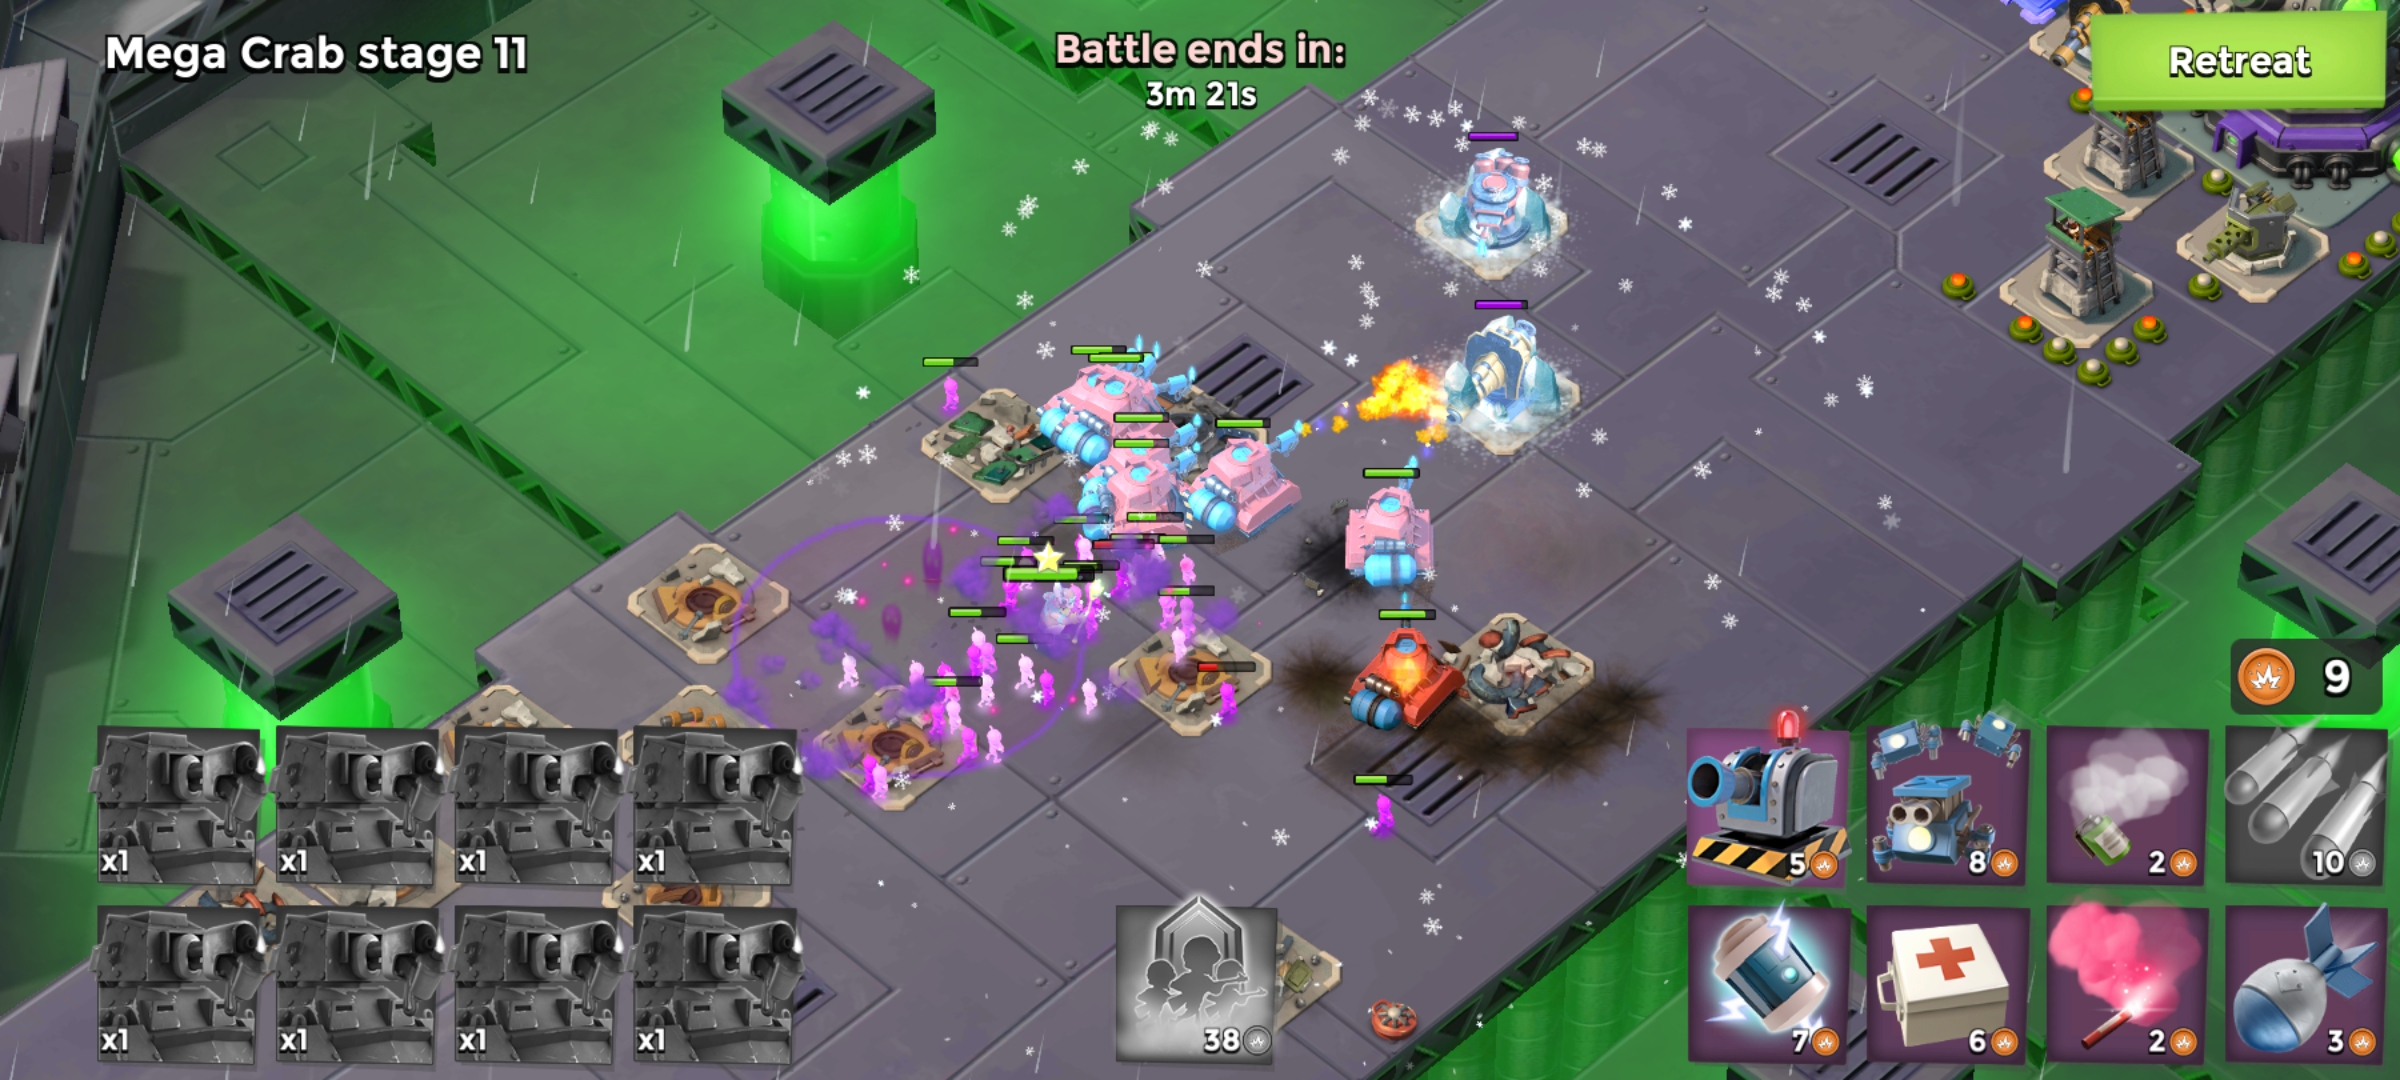 Mega Crab stage 11
Battle ends in:
3m 21s
Retreat
9
x1
x1
x1
x1
5
8
2
10
x1
x1
x1
x1
38
7
6
2
3